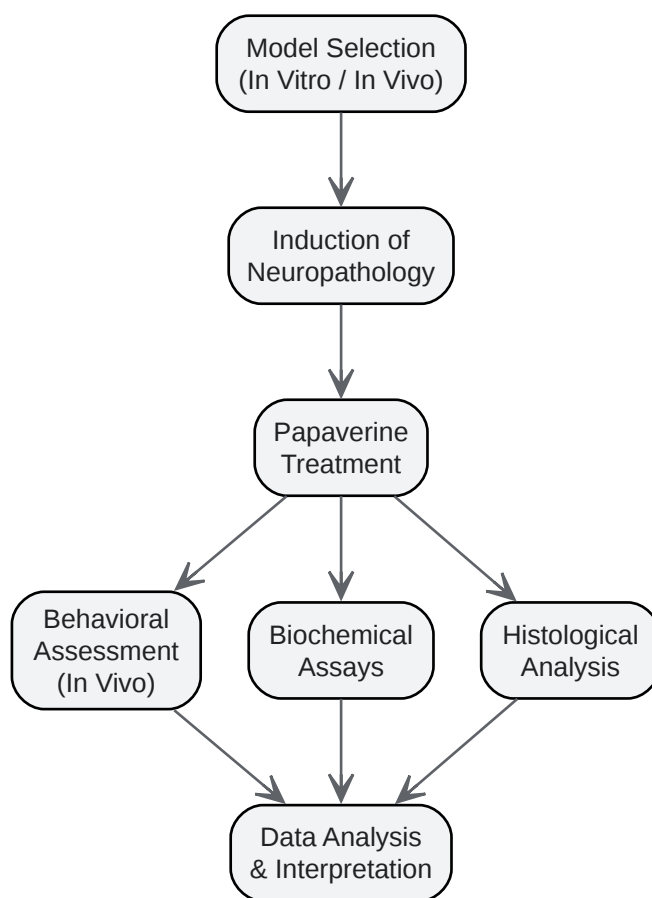 Model Selection
(In Vitro / In Vivo)
Induction of
Neuropathology
Papaverine
Treatment
Behavioral
Assessment
(In Vivo)
Biochemical
Assays
Histological
Analysis
Data Analysis
& Interpretation